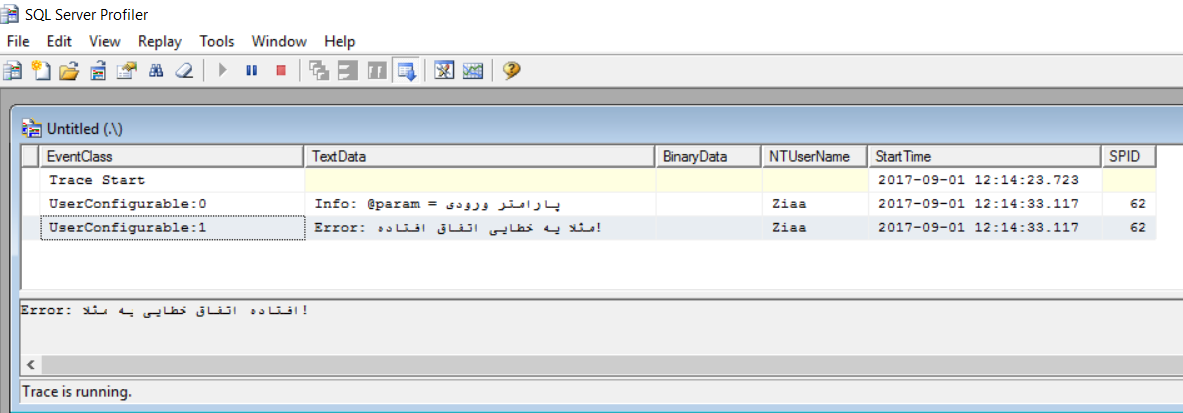 SQL Server Profiler
File Edit View Replay Tools Window Help
Untitled (.\)
EventClass TextData BinaryData NTUserName StartTime SPID
Trace Start 2017-09-01 12:14:23.723
UserConfigurable:0 Info: @param = پارامتر ورودی Ziaa 2017-09-01 12:14:33.117 62
UserConfigurable:1 Error: مثلا یه خطایی اتفاق افتاده! Ziaa 2017-09-01 12:14:33.117 62
Error: افتاده اتفاق خطایی یه مثلا!
Trace is running.